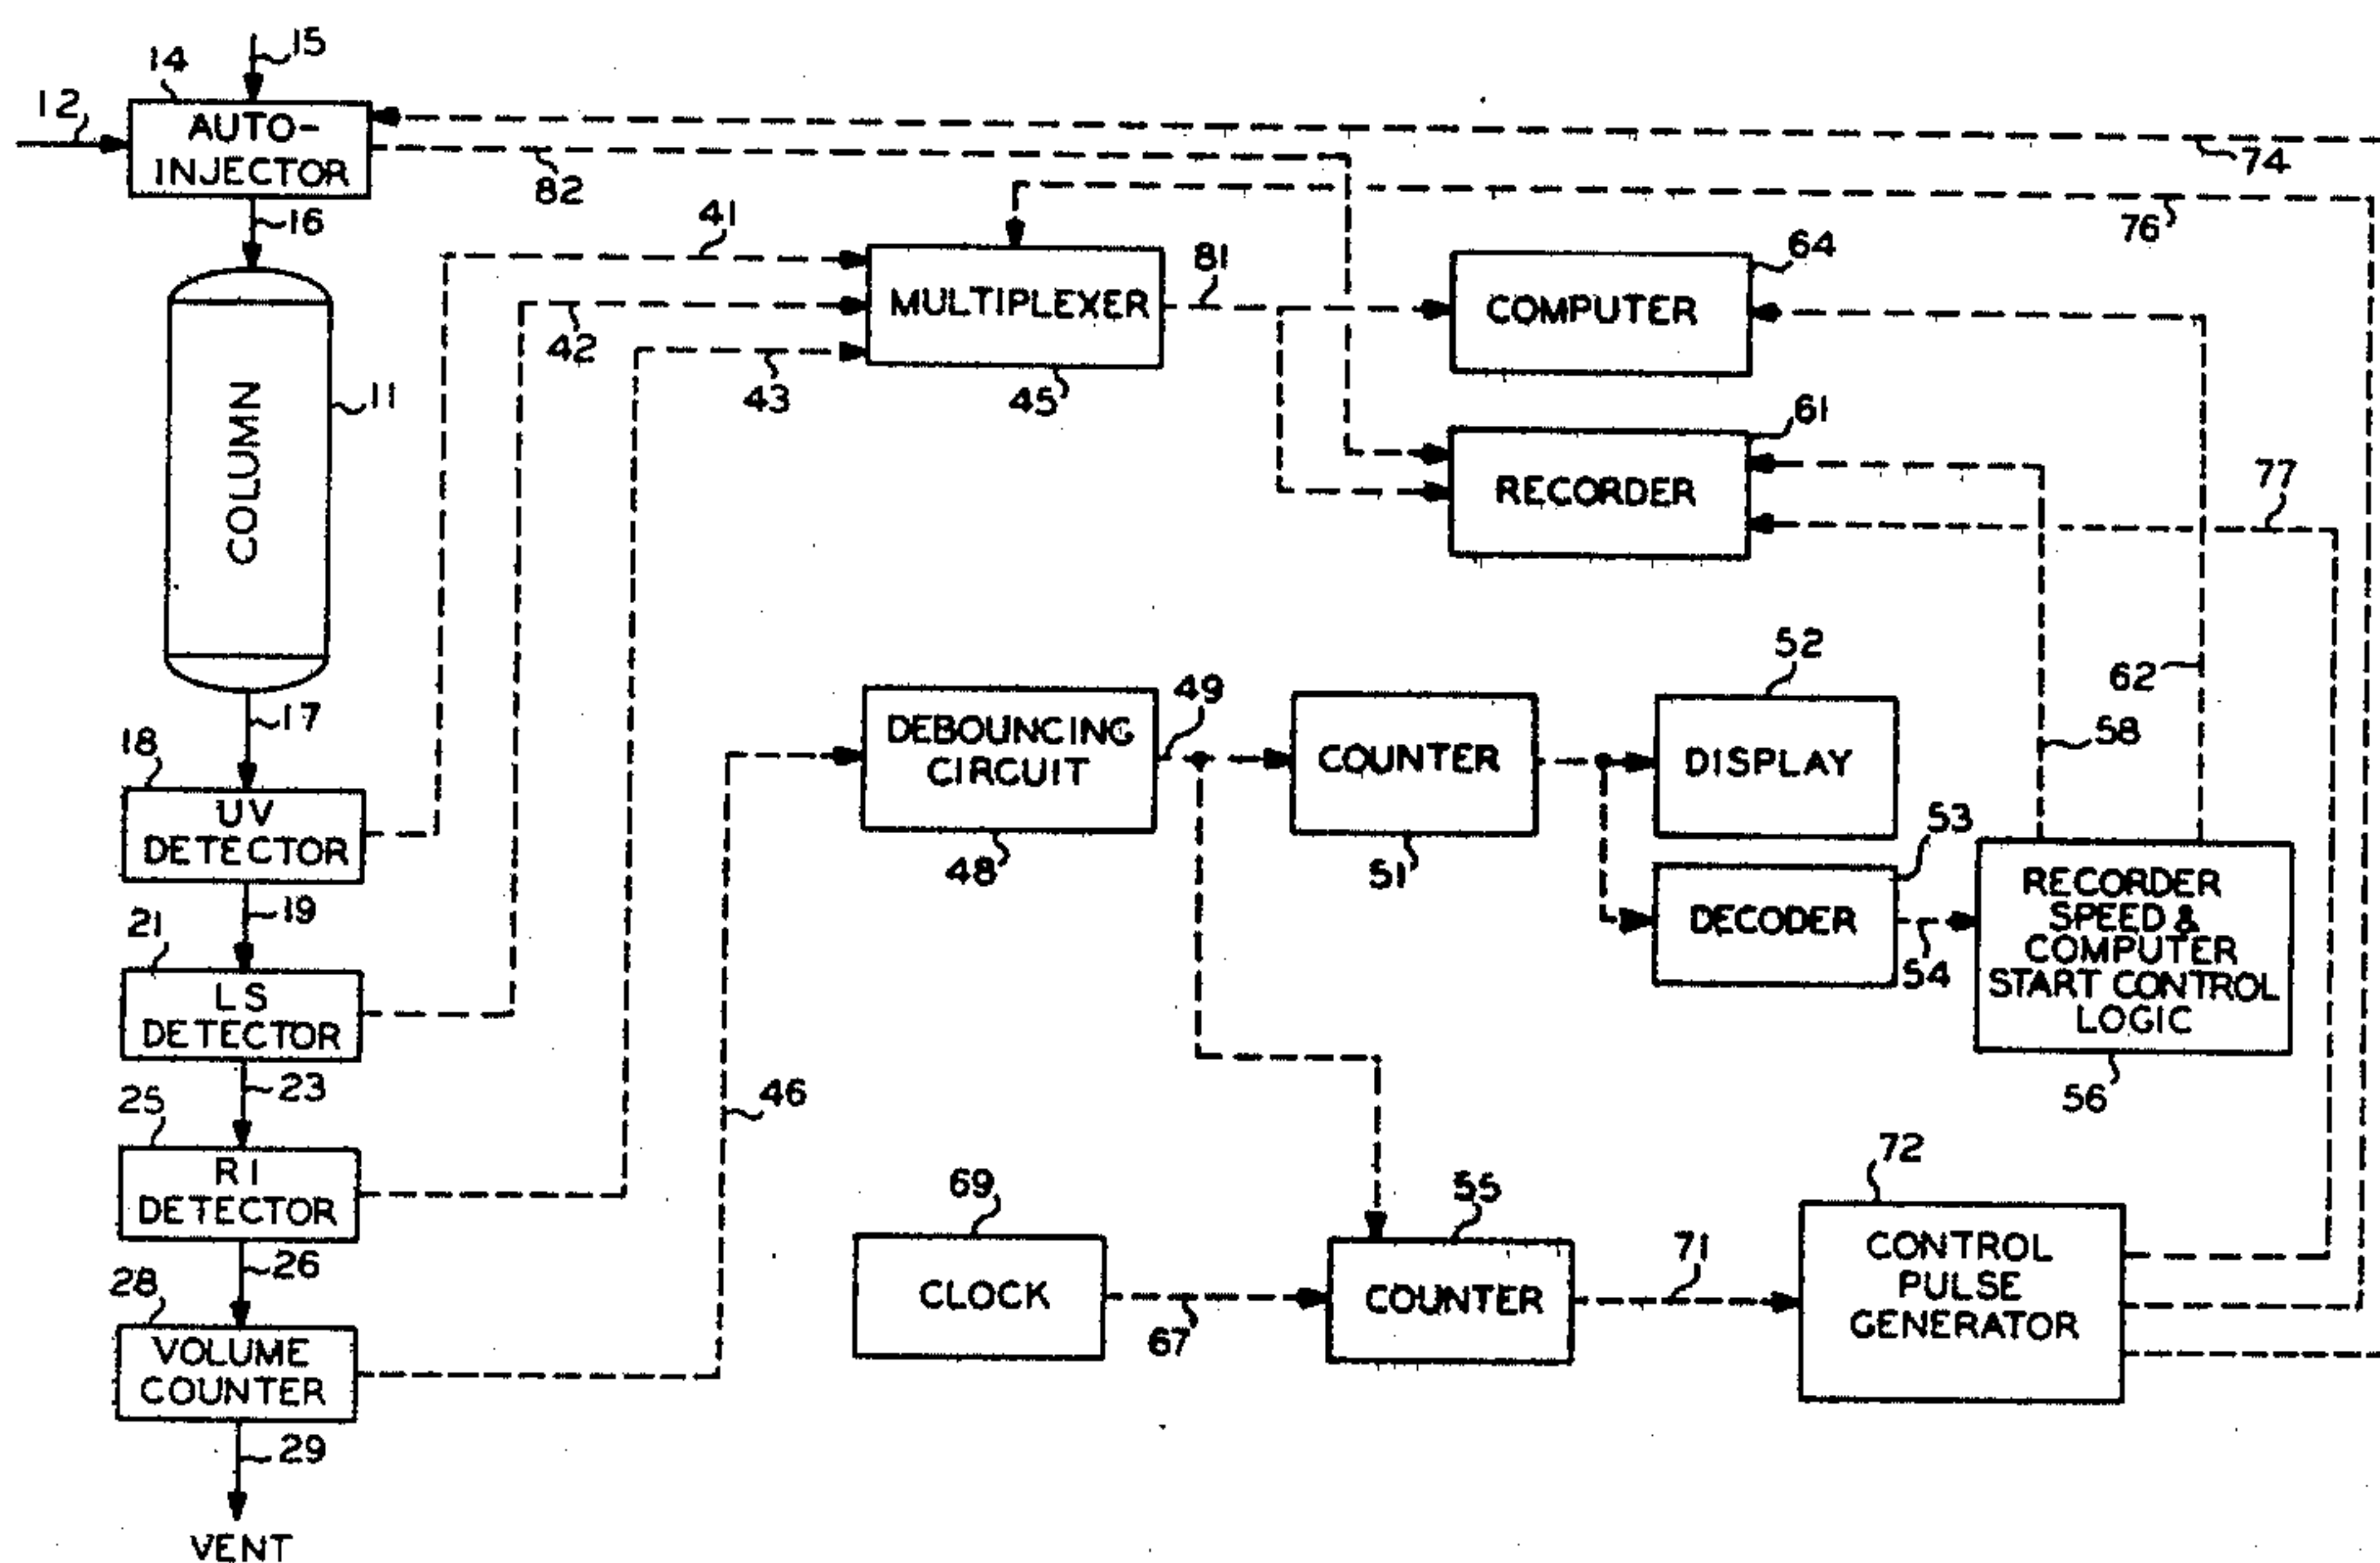 15
14
12
AUTO-
INJECTOR
82
74
76
16
41
42
43
MULTIPLEXER
45
81
COMPUTER
64
RECORDER
61
77
COLUMN
11
17
18
UV
DETECTOR
19
21
LS
DETECTOR
23
25
RI
DETECTOR
26
28
VOLUME
COUNTER
29
VENT
46
DEBOUNCING
CIRCUIT
48
49
COUNTER
51
DISPLAY
52
DECODER
53
54
58
62
RECORDER
SPEED &
COMPUTER
START CONTROL
LOGIC
56
CLOCK
69
67
COUNTER
55
71
CONTROL
PULSE
GENERATOR
72